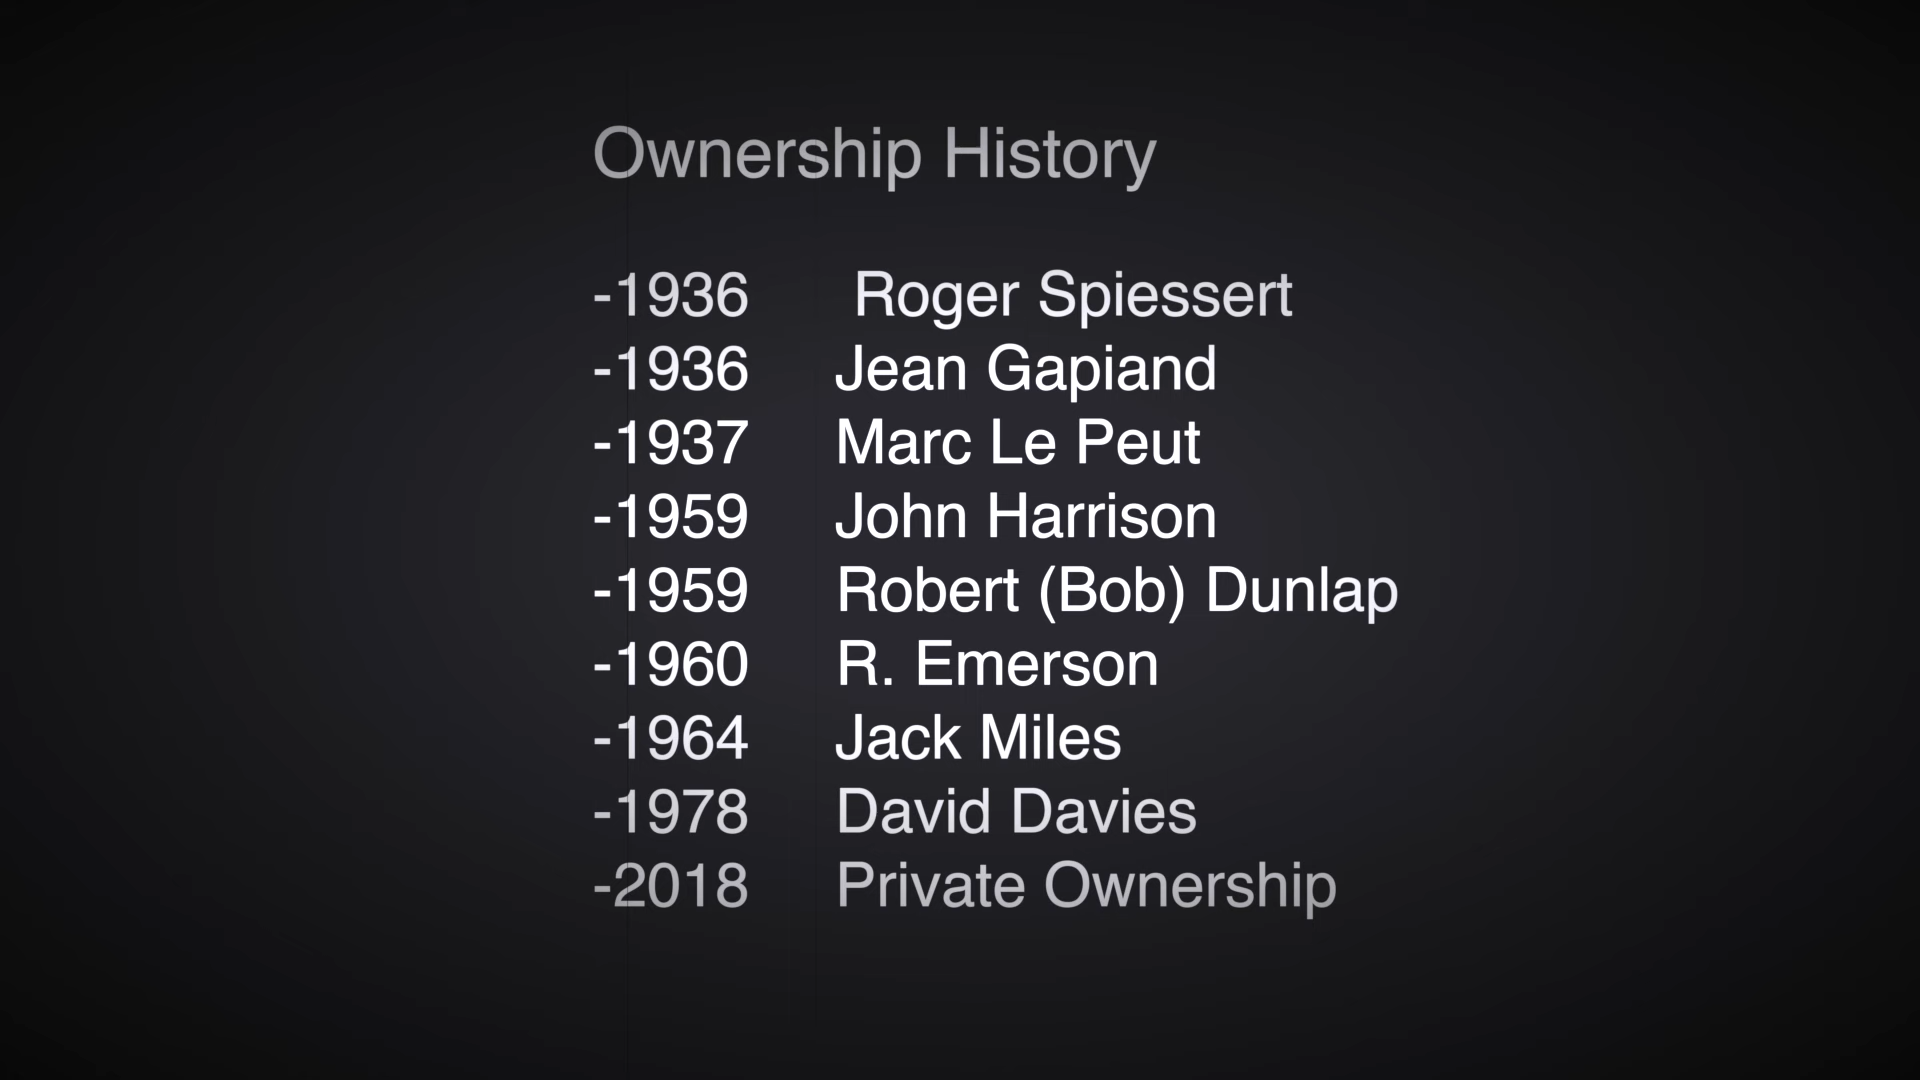 Ownership History
-1936 Roger Spiessert
-1936 Jean Gapiand
-1937 Marc Le Peut
-1959 John Harrison
-1959 Robert (Bob) Dunlap
-1960 R. Emerson
-1964 Jack Miles
-1978 David Davies
-2018 Private Ownership